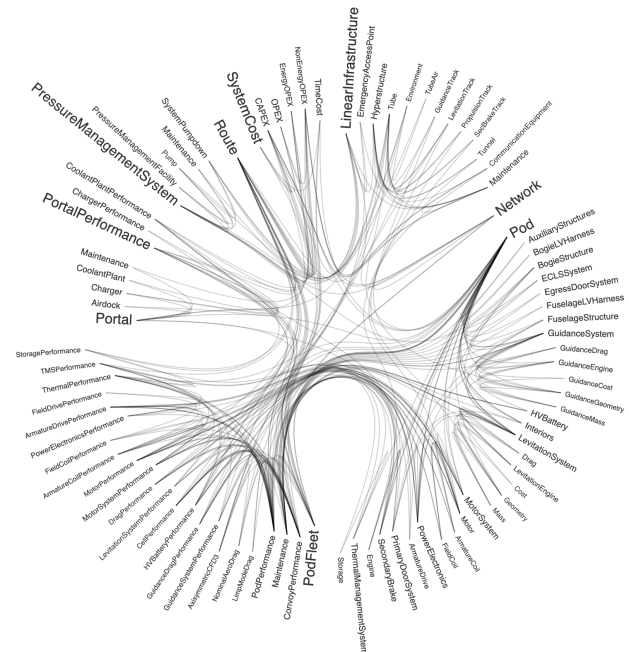 LinearInfrastructure
EmergencyAccessPoint
Hyperstructure
Tube
Environment
TubeAir
GuidanceTrack
LevitationTrack
PropulsionTrack
SecBrakeTrack
Tunnel
CommunicationEquipment
Maintenance
Network
Pod
AuxiliaryStructures
BogieLVHarness
BogieStructure
ECLSSystem
EgressDoorSystem
FuselageLVHarness
FuselageStructure
GuidanceSystem
GuidanceDrag
GuidanceEngine
GuidanceCost
GuidanceGeometry
GuidanceMass
HVBattery
Interiors
LevitationSystem
Drag
LevitationEngine
Cost
Geometry
Mass
MotorSystem
Motor
ArmatureCoil
FieldCoil
PowerElectronics
ArmatureDrive
PrimaryDoorSystem
SecondaryBrake
Engine
ThermalManagementSystem
Storage
PodFleet
ConvoyPerformance
Maintenance
PodPerformance
LimpModeDrag
NominalAeroDrag
AxisymmetricCFD3
GuidanceSystemPerformance
GuidanceDragPerformance
HVBatteryPerformance
CellPerformance
LevitationSystemPerformance
DragPerformance
MotorSystemPerformance
MotorPerformance
ArmatureCoilPerformance
FieldCoilPerformance
PowerElectronicsPerformance
ArmatureDrivePerformance
FieldDrivePerformance
ThermalPerformance
TMSPerformance
StoragePerformance
Portal
Airdock
Charger
CoolantPlant
Maintenance
PortalPerformance
ChargerPerformance
CoolantPlantPerformance
PressureManagementSystem
PressureManagementFacility
Pump
Maintenance
SystemPumpdown
Route
SystemCost
CAPEX
OPEX
EnergyOPEX
NonEnergyOPEX
TimeCost